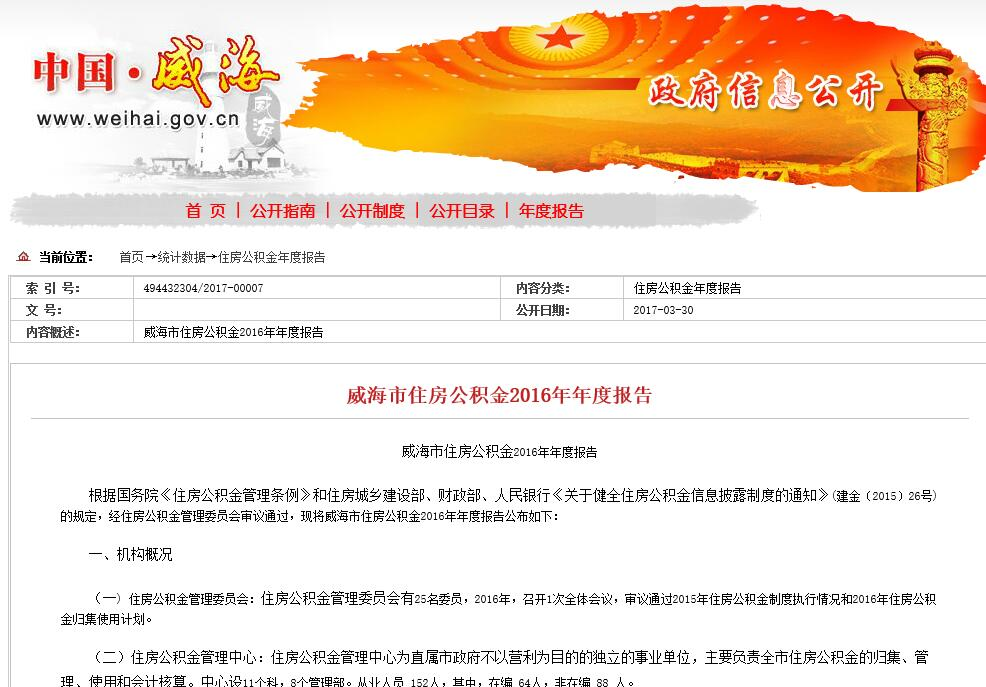 中国·威海
www.weihai.gov.cn
威海
政府信息公开
首 页 | 公开指南 | 公开制度 | 公开目录 | 年度报告
当前位置： 首页→统计数据→住房公积金年度报告
索 引 号： 494432304/2017-00007 内容分类： 住房公积金年度报告
文 号： 公开日期： 2017-03-30
内容概述： 威海市住房公积金2016年年度报告
威海市住房公积金2016年年度报告
威海市住房公积金2016年年度报告
根据国务院《住房公积金管理条例》和住房城乡建设部、财政部、人民银行《关于健全住房公积金信息披露制度的通知》(建金〔2015〕26号)
的规定，经住房公积金管理委员会审议通过，现将威海市住房公积金2016年年度报告公布如下：
一、机构概况
（一）住房公积金管理委员会：住房公积金管理委员会有25名委员，2016年，召开1次全体会议，审议通过2015年住房公积金制度执行情况和2016年住房公积
金归集使用计划。
（二）住房公积金管理中心：住房公积金管理中心为直属市政府不以营利为目的的独立的事业单位，主要负责全市住房公积金的归集、管
理、使用和会计核算。中心设11个科，8个管理部。从业人员 152人，其中，在编 64人，非在编 88 人。